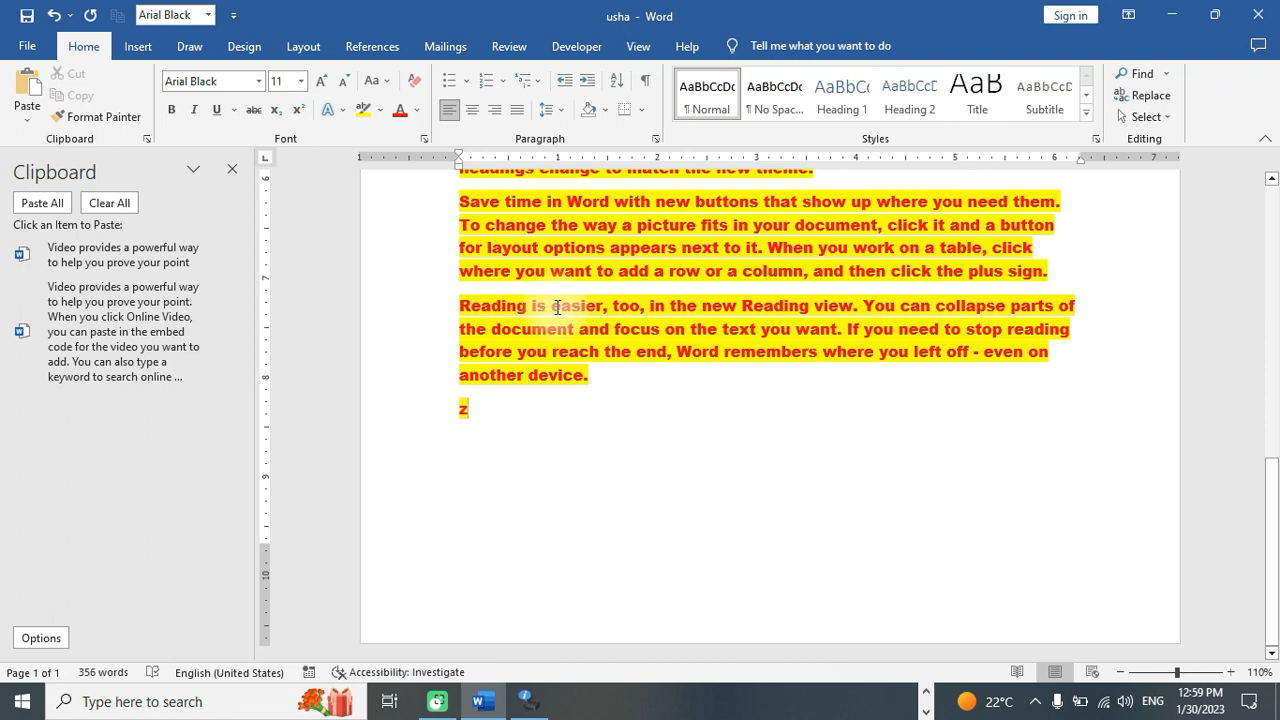 Arial Black
usha - Word
Sign in
File Home Insert Draw Design Layout References Mailings Review Developer View Help Tell me what you want to do
Paste
Cut
Copy
Format Painter
Clipboard
Arial Black 11
Font
Paragraph
AaBbCcDc
¶ Normal
AaBbCcDc
¶ No Spac...
AaBbCc
Heading 1
AaBbCcD
Heading 2
AaB
Title
AaBbCcD
Subtitle
Styles
Find
Replace
Select
Editing
Clipboard
Paste All Clear All
Click an Item to Paste:
Video provides a powerful way
to help you prove your point
Video provides a powerful way
to help you prove your point.
When you click Online Video,
you can paste in the embed
code for the video you want to
add. You can also type a
keyword to search online ...
Options
headings change to match the new theme.
Save time in Word with new buttons that show up where you need them.
To change the way a picture fits in your document, click it and a button
for layout options appears next to it. When you work on a table, click
where you want to add a row or a column, and then click the plus sign.
Reading is easier, too, in the new Reading view. You can collapse parts of
the document and focus on the text you want. If you need to stop reading
before you reach the end, Word remembers where you left off - even on
another device.
z
Page 1 of 1 356 words English (United States) Accessibility: Investigate 110%
Type here to search
22°C ENG
12:59 PM
1/30/2023